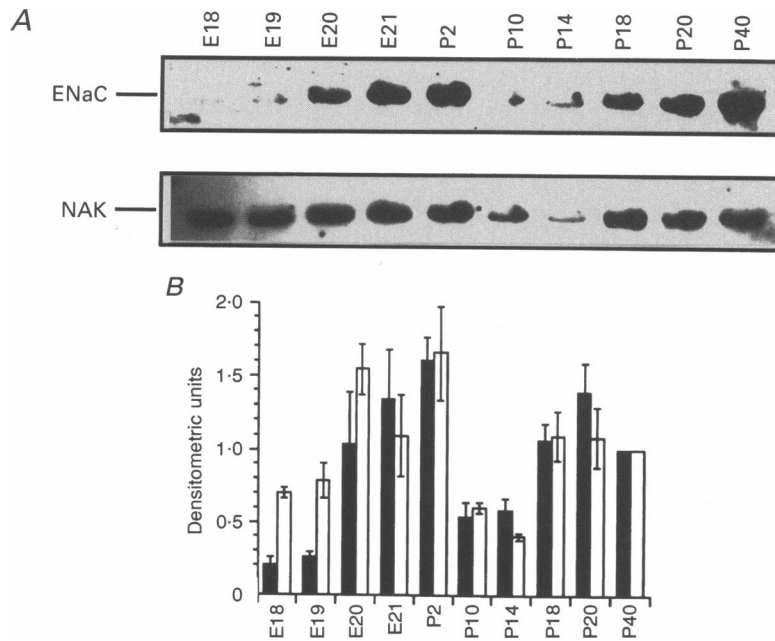 A
E18 E19 E20 E21 P2 P10 P14 P18 P20 P40
ENaC
NAK
B
Densitometric units
2·0
1·5
1·0
0·5
0
E18 E19 E20 E21 P2 P10 P14 P18 P20 P40